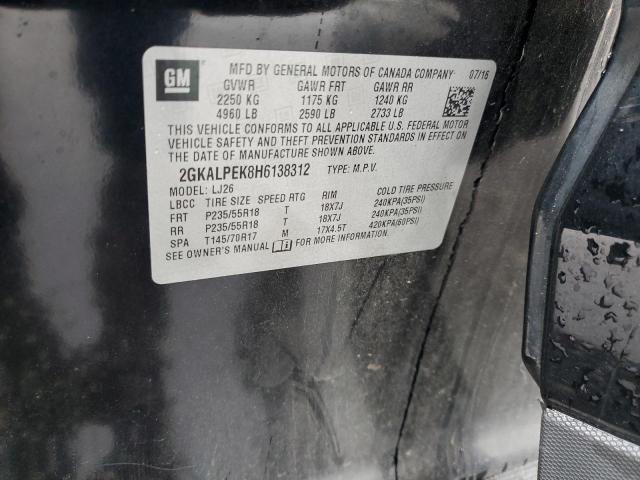 GM
MFD BY GENERAL MOTORS OF CANADA COMPANY 07/16
GVWR GAWR FRT GAWR RR
2250 KG 1175 KG 1240 KG
4960 LB 2590 LB 2733 LB
THIS VEHICLE CONFORMS TO ALL APPLICABLE U.S. FEDERAL MOTOR
VEHICLE SAFETY AND THEFT PREVENTION STANDARDS IN EFFECT ON
THE DATE OF MANUFACTURE SHOWN ABOVE.
2GKALPEK8H6138312 TYPE: M.P.V.
MODEL: LJ26
LBCC TIRE SIZE SPEED RTG RIM COLD TIRE PRESSURE
FRT P235/55R18 T 18X7J 240KPA(35PSI)
RR P235/55R18 T 18X7J 240KPA(35PSI)
SPA T145/70R17 M 17X4.5T 420KPA(60PSI)
SEE OWNER'S MANUAL FOR MORE INFORMATION.